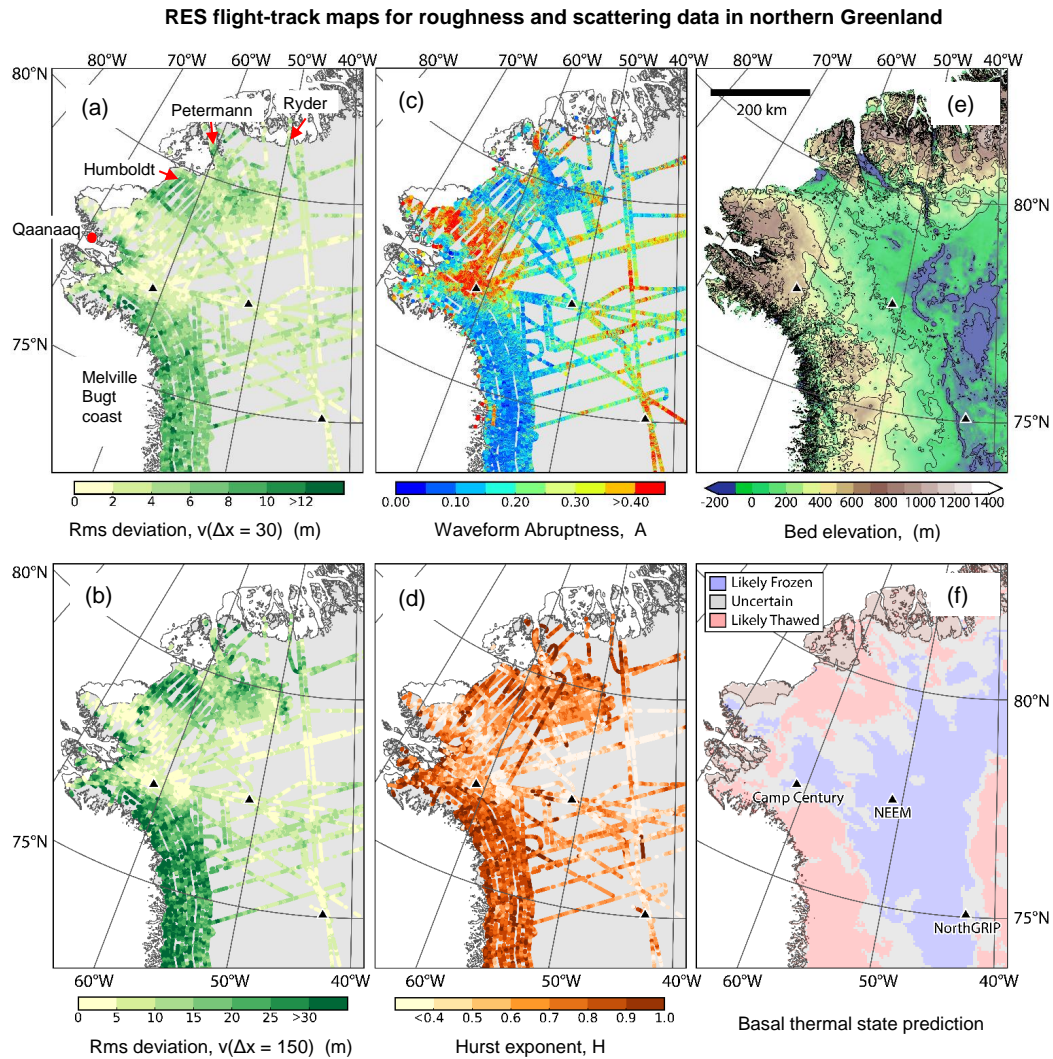 RES flight-track maps for roughness and scattering data in northern Greenland
80°N
80°W 70°W 60°W 50°W 40°W
80°W 70°W 60°W 50°W 40°W
50°W 40°W
(a)
Petermann
Ryder
Humboldt
Qaanaaq
75°N
Melville
Bugt
coast
(c)
200 km
(e)
80°N
75°N
0 2 4 6 8 10 >12
Rms deviation, v(Δx = 30) (m)
0.00 0.10 0.20 0.30 >0.40
Waveform Abruptness, A
-200 0 200 400 600 800 1000 1200 1400
Bed elevation, (m)
80°N
(b)
75°N
(d)
Likely Frozen
Uncertain
Likely Thawed
(f)
80°N
Camp Century
NEEM
75°N
NorthGRIP
60°W 50°W 40°W
60°W 50°W 40°W
60°W 50°W 40°W
0 5 10 15 20 25 >30
Rms deviation, v(Δx = 150) (m)
<0.4 0.5 0.6 0.7 0.8 0.9 1.0
Hurst exponent, H
Basal thermal state prediction